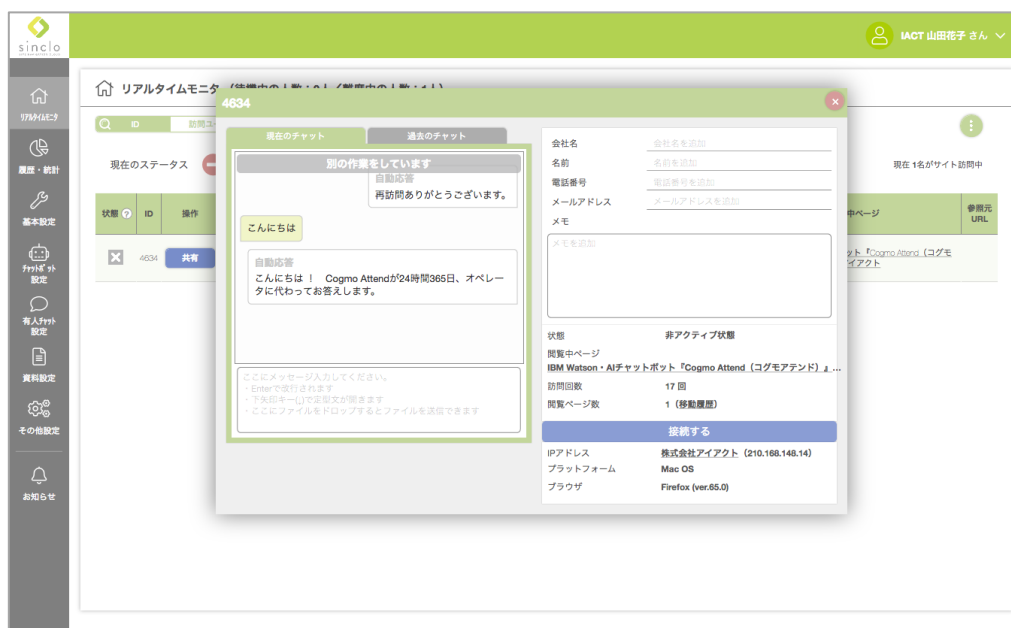 sinclo
IACT 山田花子 さん
リアルタイムモニタ
リアルタイムモニタ
履歴・統計
基本設定
チャットボット
設定
有人チャット
設定
資料設定
その他設定
お知らせ
ID
訪問ユ
現在のステータス
現在 1名がサイト訪問中
状態 ?
ID
操作
中ページ
参照元
URL
4634
共有
ット『Cogmo Attend（コグモ
アイアクト
4634
現在のチャット
過去のチャット
別の作業をしています
自動応答
再訪問ありがとうございます。
こんにちは
自動応答
こんにちは ！ Cogmo Attendが24時間365日、オペレー
タに代わってお答えします。
ここにメッセージ入力してください。
・Enterで改行されます
・下矢印キー(↓)で定型文が開きます
・ここにファイルをドロップするとファイルを送信できます
会社名
会社名を追加
名前
名前を追加
電話番号
電話番号を追加
メールアドレス
メールアドレスを追加
メモ
メモを追加
状態
非アクティブ状態
閲覧中ページ
IBM Watson・AIチャットボット『Cogmo Attend（コグモアテンド）』...
訪問回数
17 回
閲覧ページ数
1（移動履歴）
接続する
IPアドレス
株式会社アイアクト（210.168.148.14）
プラットフォーム
Mac OS
ブラウザ
Firefox (ver.65.0)